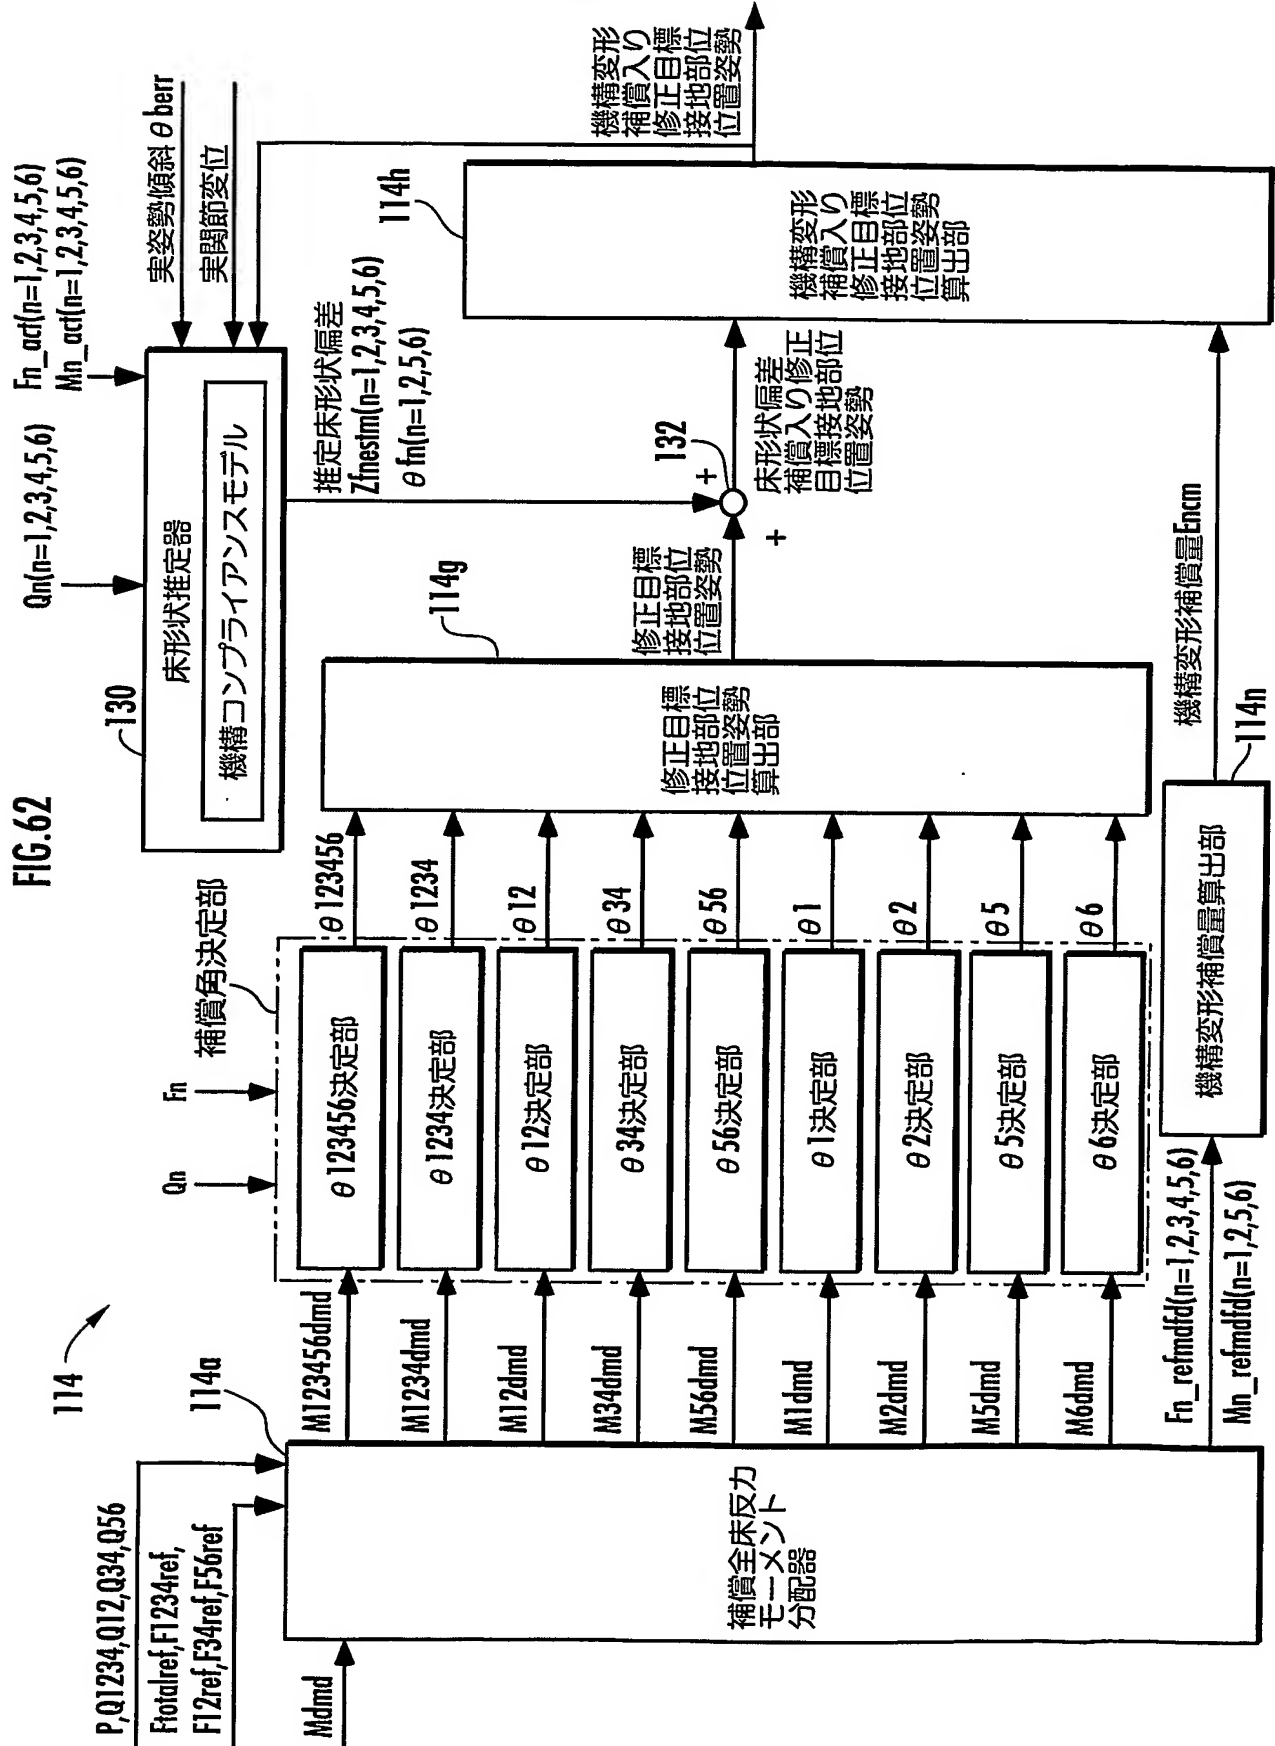 FIG.62
114
P,Q1234,Q12,Q34,Q56
Ftotalref,F1234ref,
F12ref,F34ref,F56ref
Mdmd
114a
補償全床反力
モーメント
分配器
M123456dmd
M1234dmd
M12dmd
M34dmd
M56dmd
M1dmd
M2dmd
M5dmd
M6dmd
Fn_refmdfd(n=1,2,3,4,5,6)
Mn_refmdfd(n=1,2,5,6)
Qn
Fn
補償角決定部
θ123456決定部
θ1234決定部
θ12決定部
θ34決定部
θ56決定部
θ1決定部
θ2決定部
θ5決定部
θ6決定部
機構変形補償量算出部
114n
機構変形補償量Encm
θ123456
θ1234
θ12
θ34
θ56
θ1
θ2
θ5
θ6
修正目標
接地部位
位置姿勢
算出部
114g
修正目標
接地部位
位置姿勢
130
床形状推定器
機構コンプライアンスモデル
Qn(n=1,2,3,4,5,6)
Fn_act(n=1,2,3,4,5,6)
Mn_act(n=1,2,3,4,5,6)
実姿勢傾斜θberr
実関節変位
推定床形状偏差
Zfnestm(n=1,2,3,4,5,6)
θfn(n=1,2,5,6)
132
+
+
床形状偏差
補償入り修正
目標接地部位
位置姿勢
114h
機構変形
補償入り
修正目標
接地部位
位置姿勢
算出部
機構変形
補償入り
修正目標
接地部位
位置姿勢